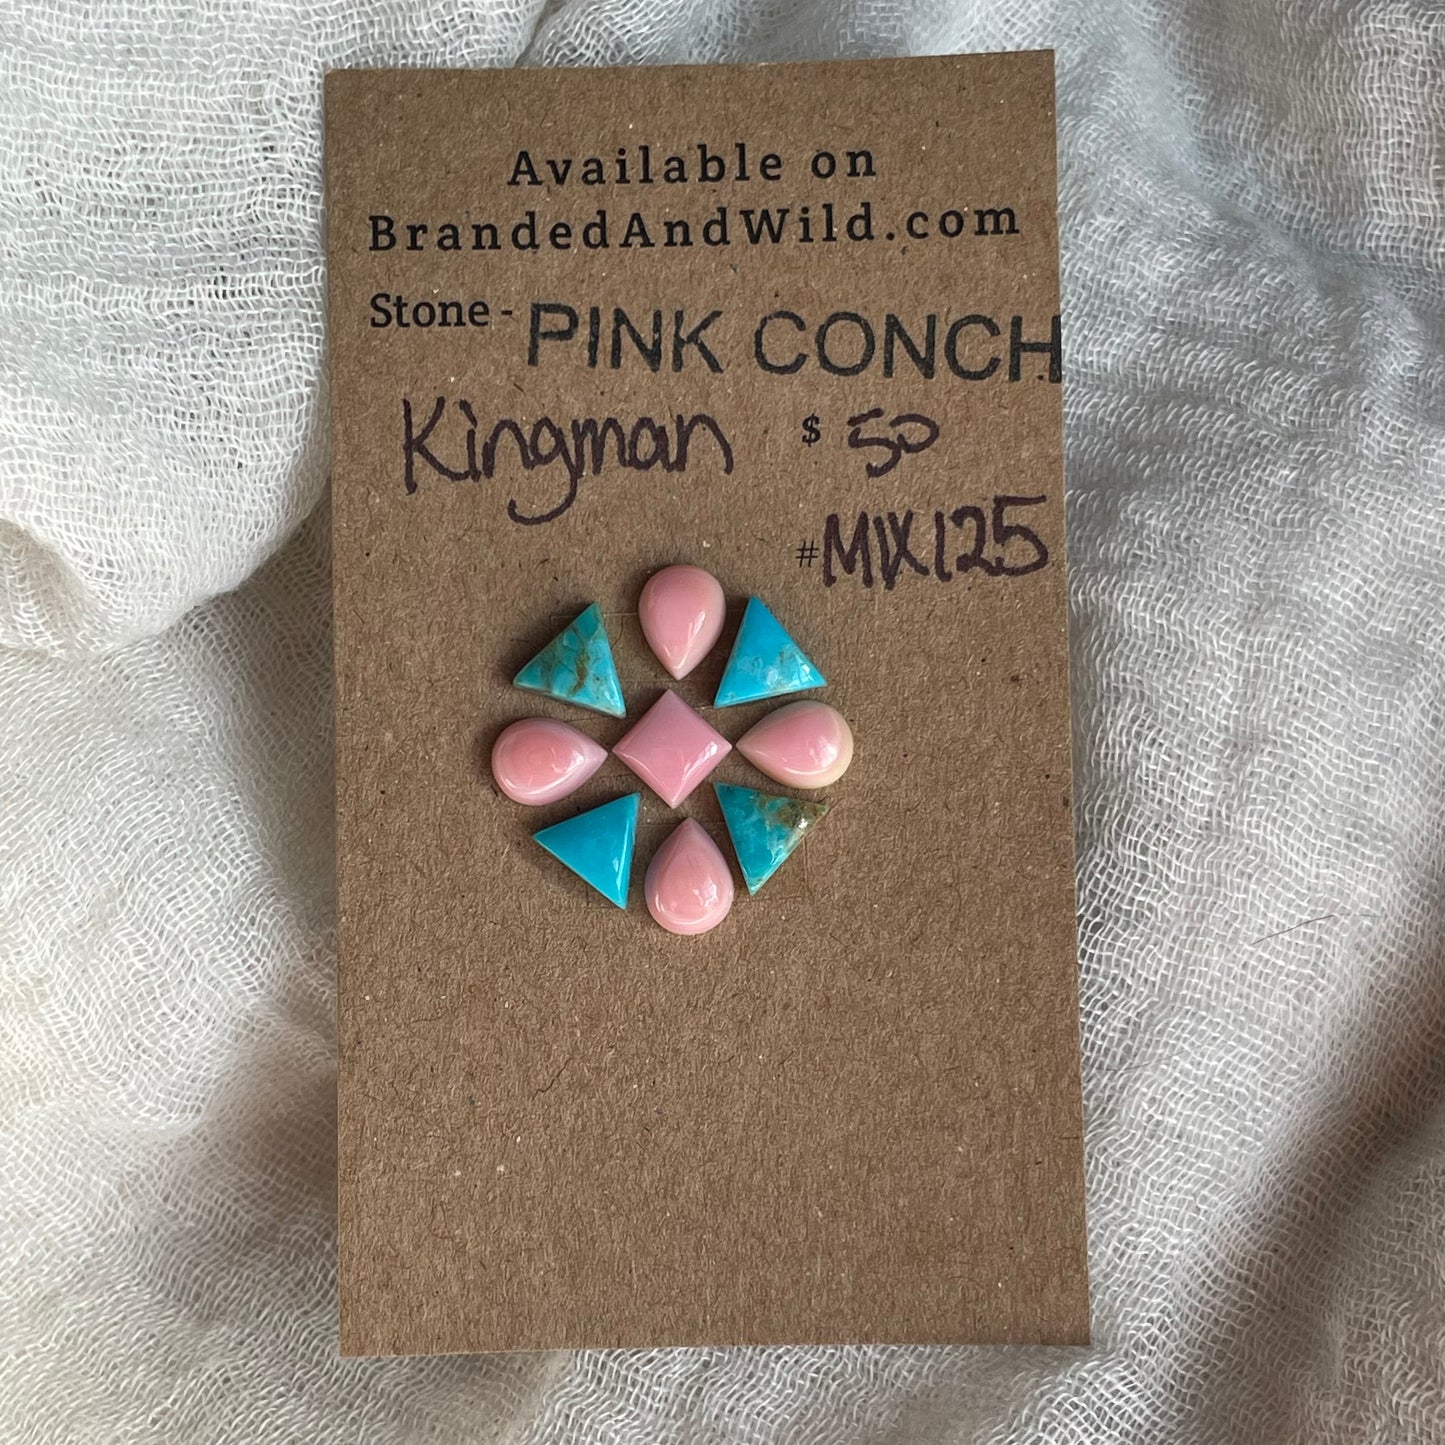 Available on
BrandedAndWild.com
Stone - PINK CONCH
Kingman $ 50
#MIX125